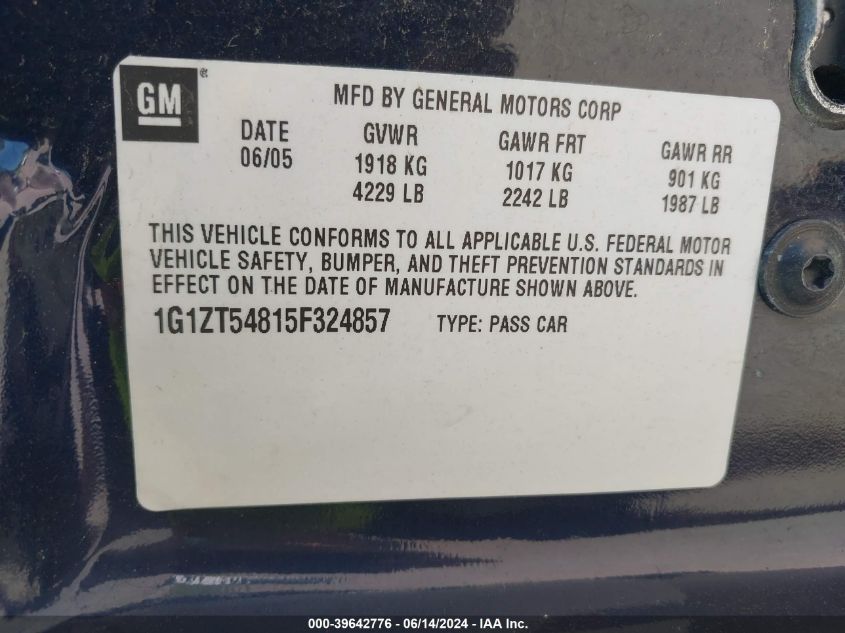 GM®
MFD BY GENERAL MOTORS CORP
DATE GVWR GAWR FRT GAWR RR
06/05 1918 KG 1017 KG 901 KG
4229 LB 2242 LB 1987 LB
THIS VEHICLE CONFORMS TO ALL APPLICABLE U.S. FEDERAL MOTOR
VEHICLE SAFETY, BUMPER, AND THEFT PREVENTION STANDARDS IN
EFFECT ON THE DATE OF MANUFACTURE SHOWN ABOVE.
1G1ZT54815F324857 TYPE: PASS CAR
000-39642776 - 06/14/2024 - IAA Inc.